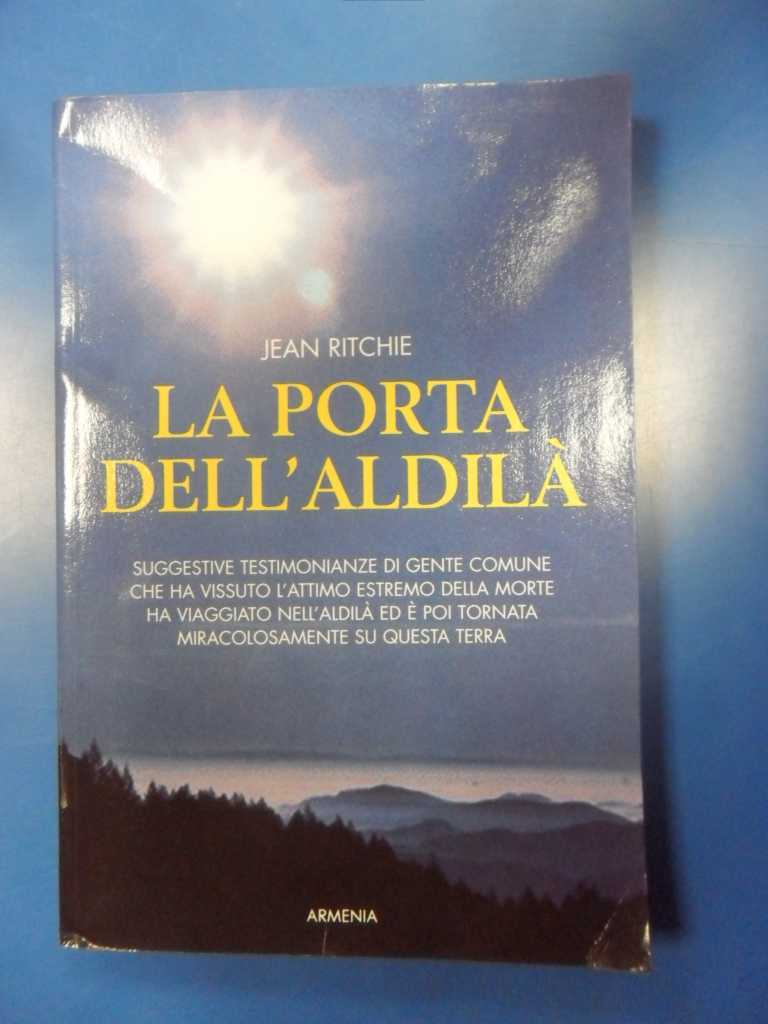 JEAN RITCHIE
LA PORTA
DELL'ALDILÀ
SUGGESTIVE TESTIMONIANZE DI GENTE COMUNE
CHE HA VISSUTO L'ATTIMO ESTREMO DELLA MORTE
HA VIAGGIATO NELL'ALDILÀ ED È POI TORNATA
MIRACOLOSAMENTE SU QUESTA TERRA
ARMENIA